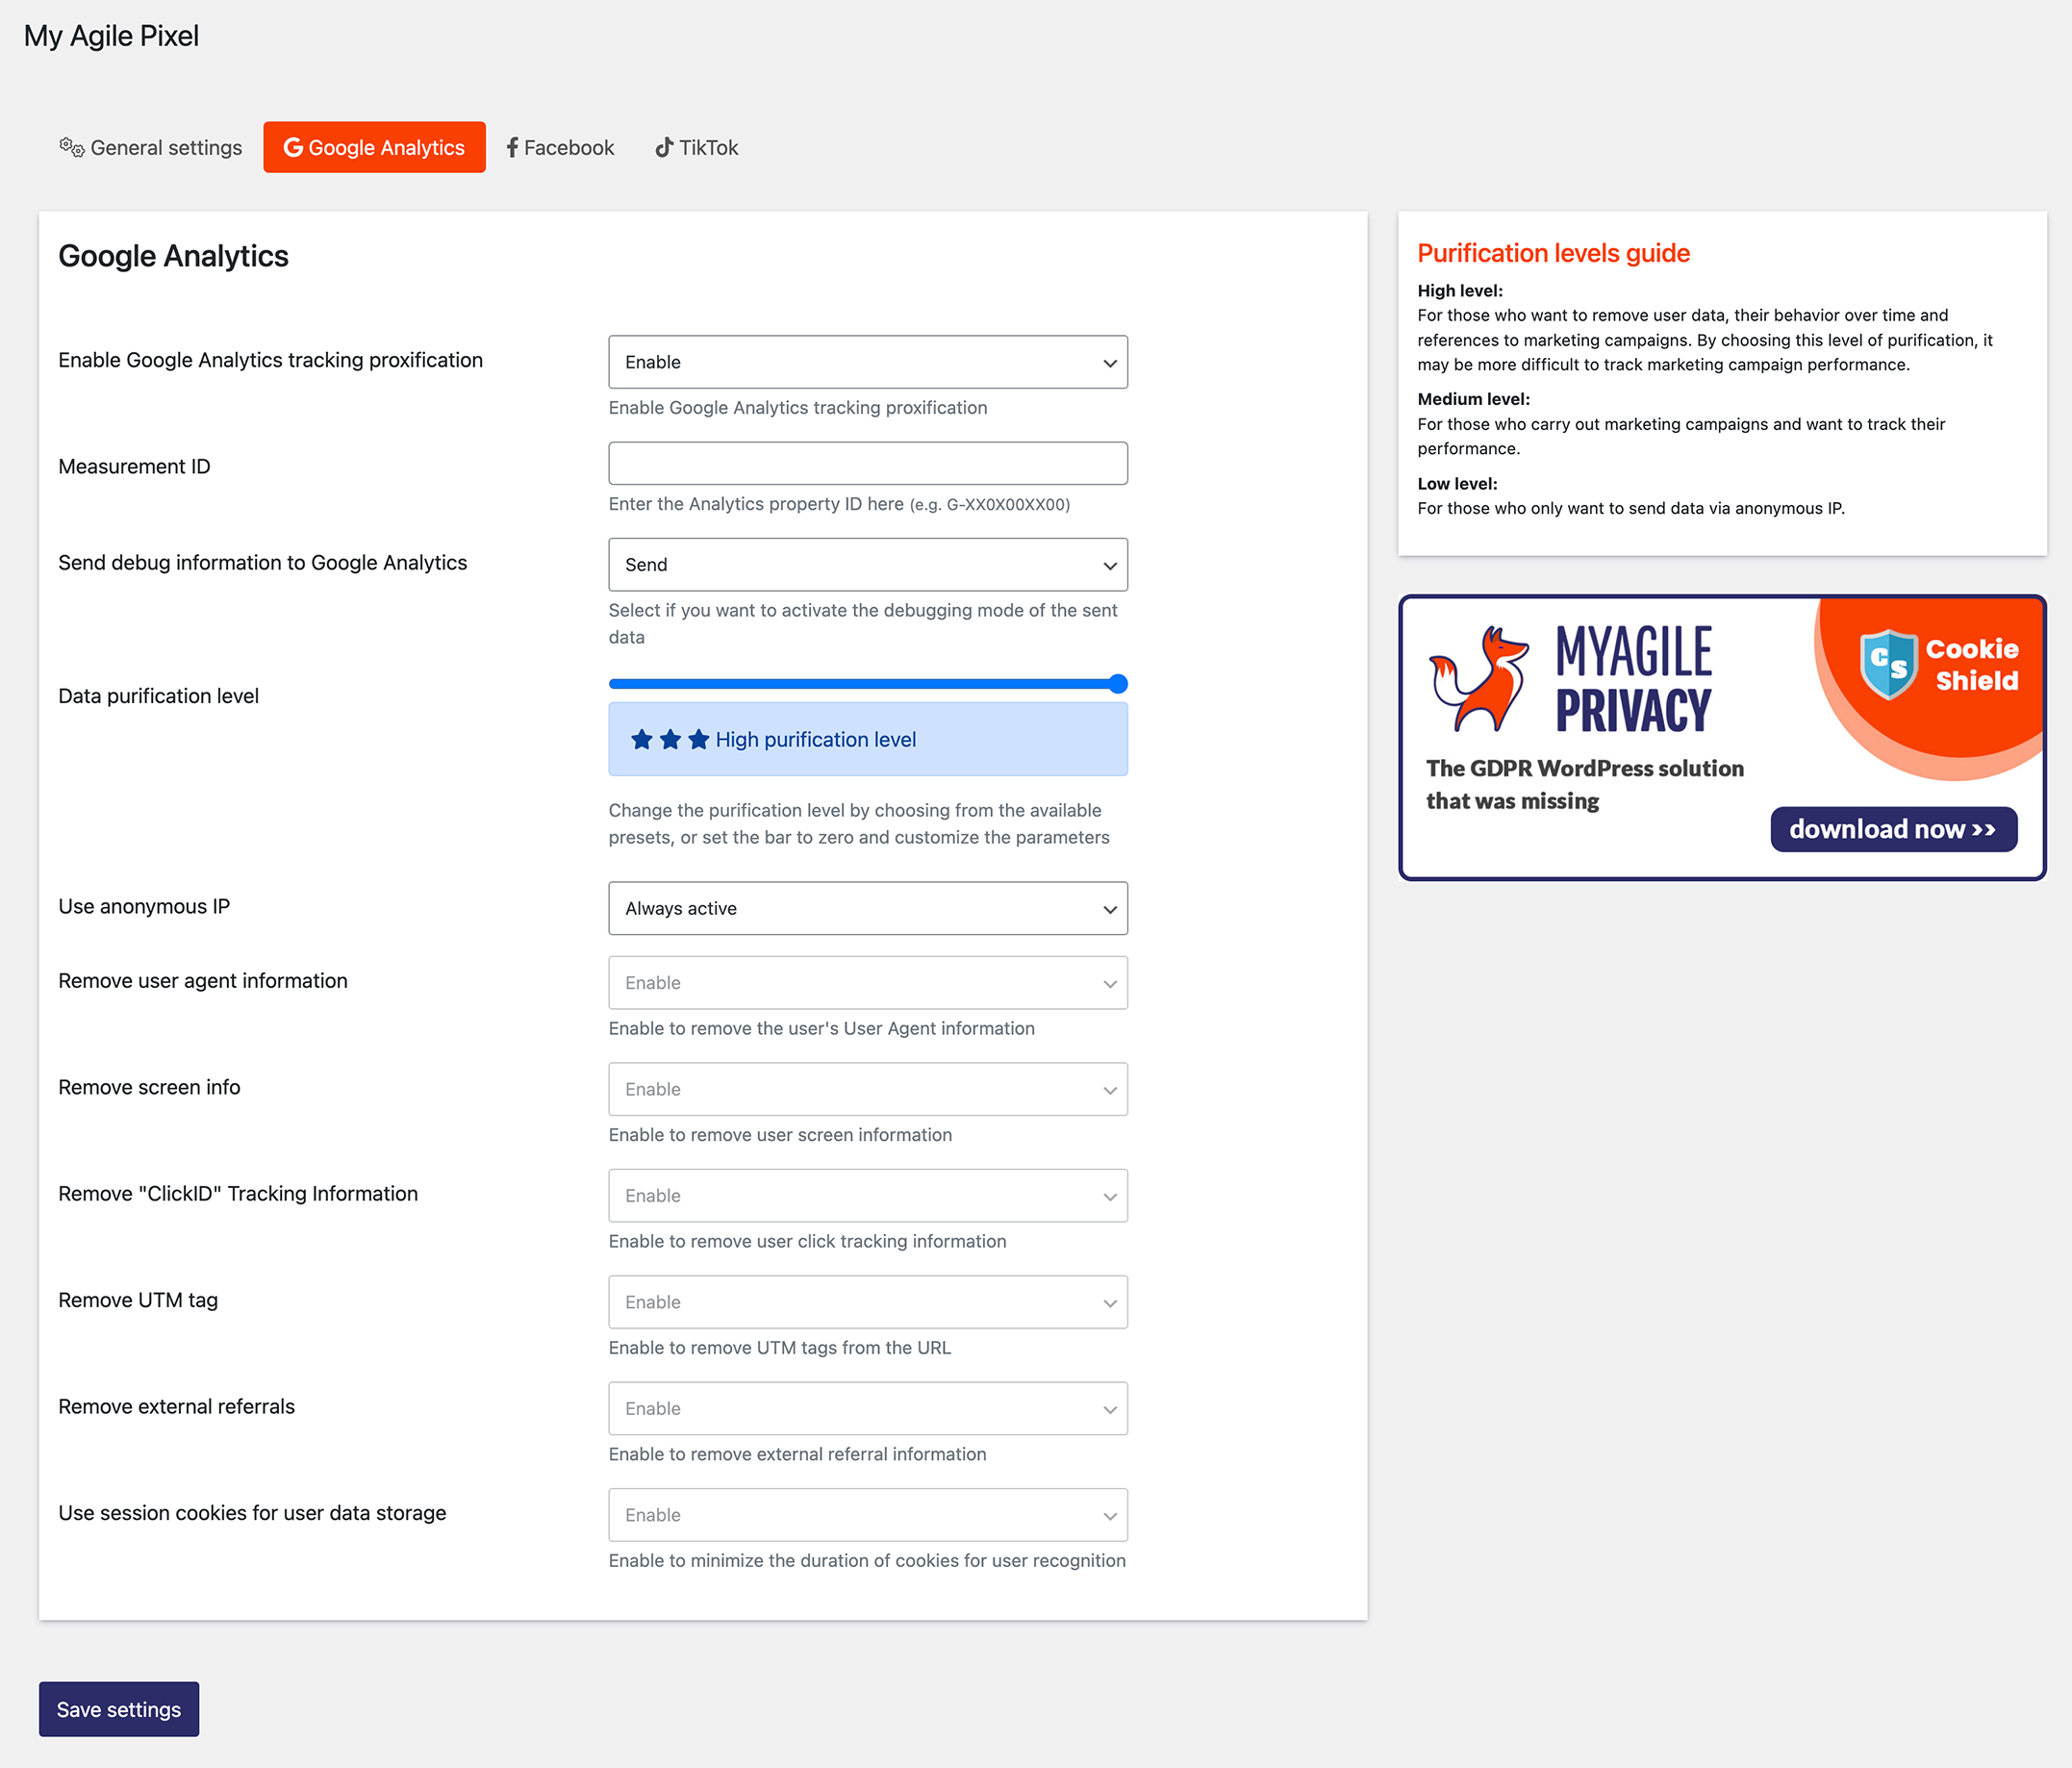 My Agile Pixel
General settings
Google Analytics
Facebook
TikTok
Google Analytics
Enable Google Analytics tracking proxification
Enable
Enable Google Analytics tracking proxification
Measurement ID
Enter the Analytics property ID here (e.g. G-XX0X00XX00)
Send debug information to Google Analytics
Send
Select if you want to activate the debugging mode of the sent
data
Data purification level
High purification level
Change the purification level by choosing from the available
presets, or set the bar to zero and customize the parameters
Use anonymous IP
Always active
Remove user agent information
Enable
Enable to remove the user's User Agent information
Remove screen info
Enable
Enable to remove user screen information
Remove "ClickID" Tracking Information
Enable
Enable to remove user click tracking information
Remove UTM tag
Enable
Enable to remove UTM tags from the URL
Remove external referrals
Enable
Enable to remove external referral information
Use session cookies for user data storage
Enable
Enable to minimize the duration of cookies for user recognition
Save settings
Purification levels guide
High level:
For those who want to remove user data, their behavior over time and
references to marketing campaigns. By choosing this level of purification, it
may be more difficult to track marketing campaign performance.
Medium level:
For those who carry out marketing campaigns and want to track their
performance.
Low level:
For those who only want to send data via anonymous IP.
MYAGILE
PRIVACY
CS
Cookie
Shield
The GDPR WordPress solution
that was missing
download now >>